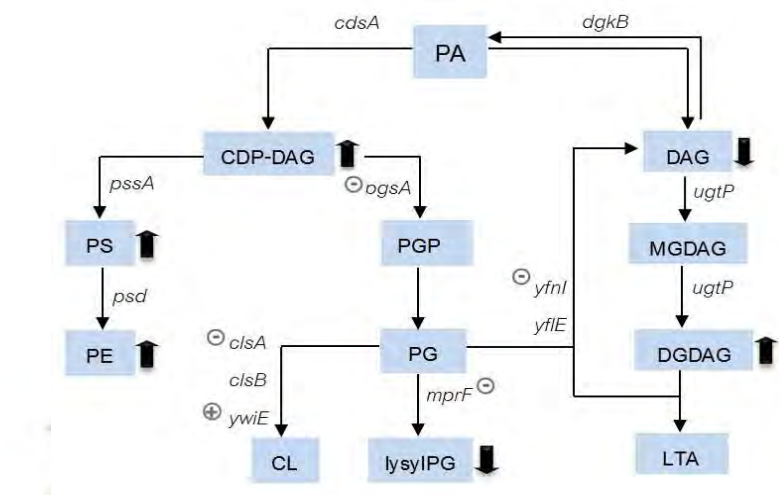 cdsA
dgkB
PA
CDP-DAG
DAG
pssA
⊖ pgsA
ugtP
PS
PGP
MGDAG
psd
⊖ yfnI
ugtP
yflE
PE
⊖ clsA
PG
DGDAG
clsB
mprF ⊖
⊕ ywiE
CL
lysylPG
LTA